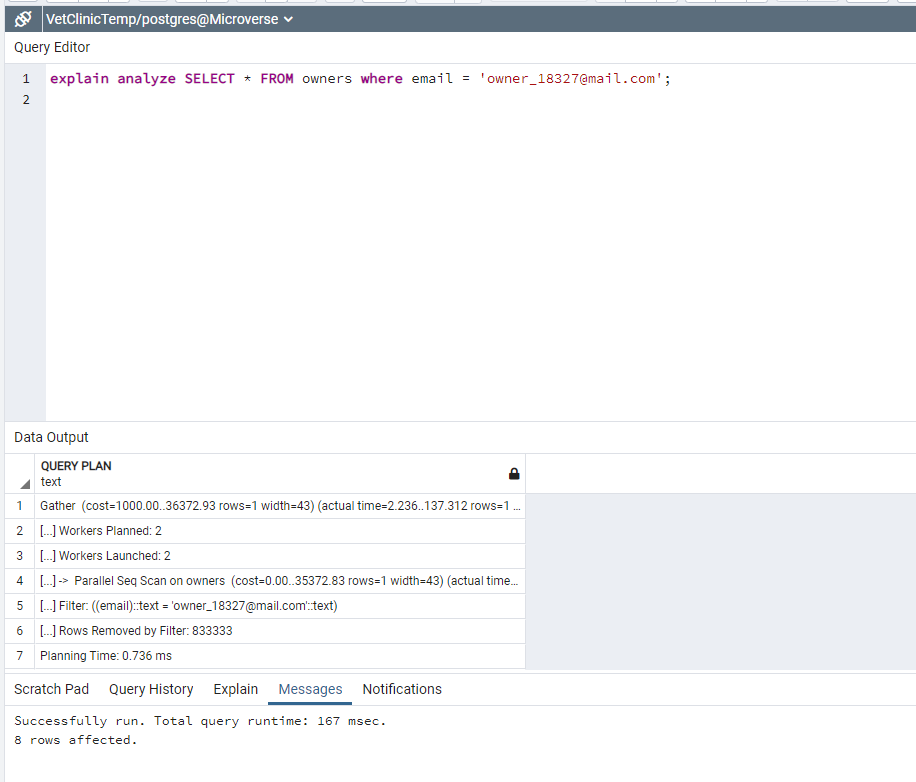 VetClinicTemp/postgres@Microverse
Query Editor
1 explain analyze SELECT * FROM owners where email = 'owner_18327@mail.com';
2
Data Output
QUERY PLAN
text
1 Gather (cost=1000.00..36372.93 rows=1 width=43) (actual time=2.236..137.312 rows=1 ...
2 [...] Workers Planned: 2
3 [...] Workers Launched: 2
4 [...] -> Parallel Seq Scan on owners (cost=0.00..35372.83 rows=1 width=43) (actual time...
5 [...] Filter: ((email)::text = 'owner_18327@mail.com'::text)
6 [...] Rows Removed by Filter: 833333
7 Planning Time: 0.736 ms
Scratch Pad Query History Explain Messages Notifications
Successfully run. Total query runtime: 167 msec.
8 rows affected.